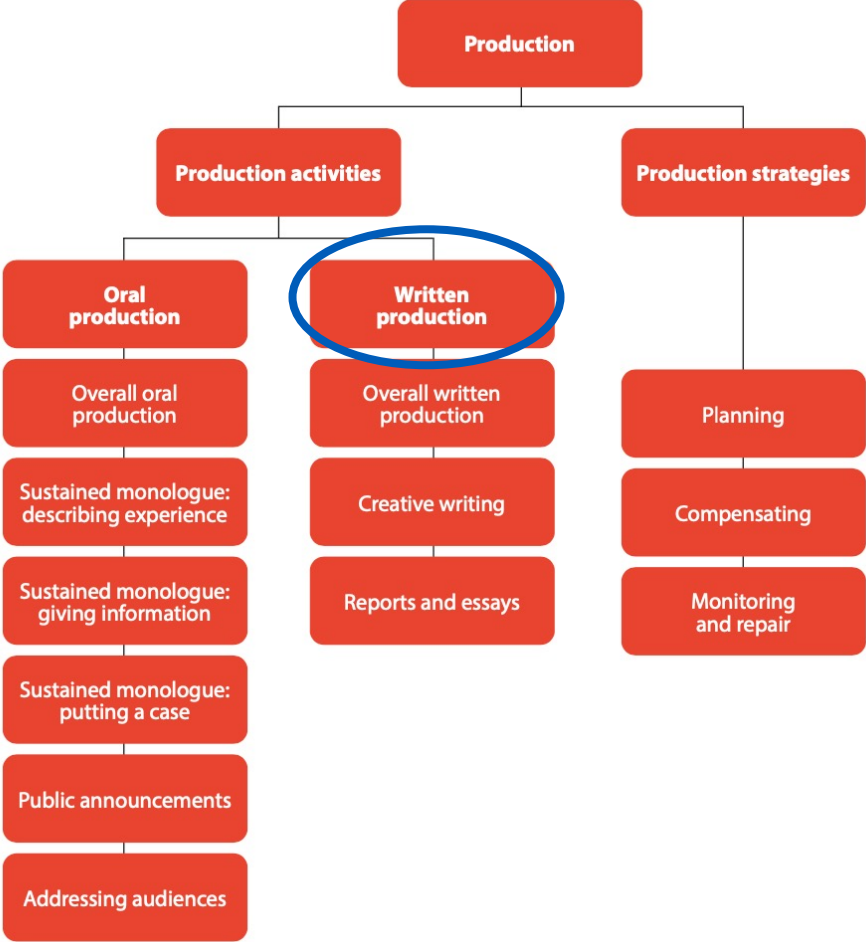 Production
Production activities
Production strategies
Oral
production
Written
production
Overall oral
production
Overall written
production
Planning
Sustained monologue:
describing experience
Creative writing
Compensating
Sustained monologue:
giving information
Reports and essays
Monitoring
and repair
Sustained monologue:
putting a case
Public announcements
Addressing audiences